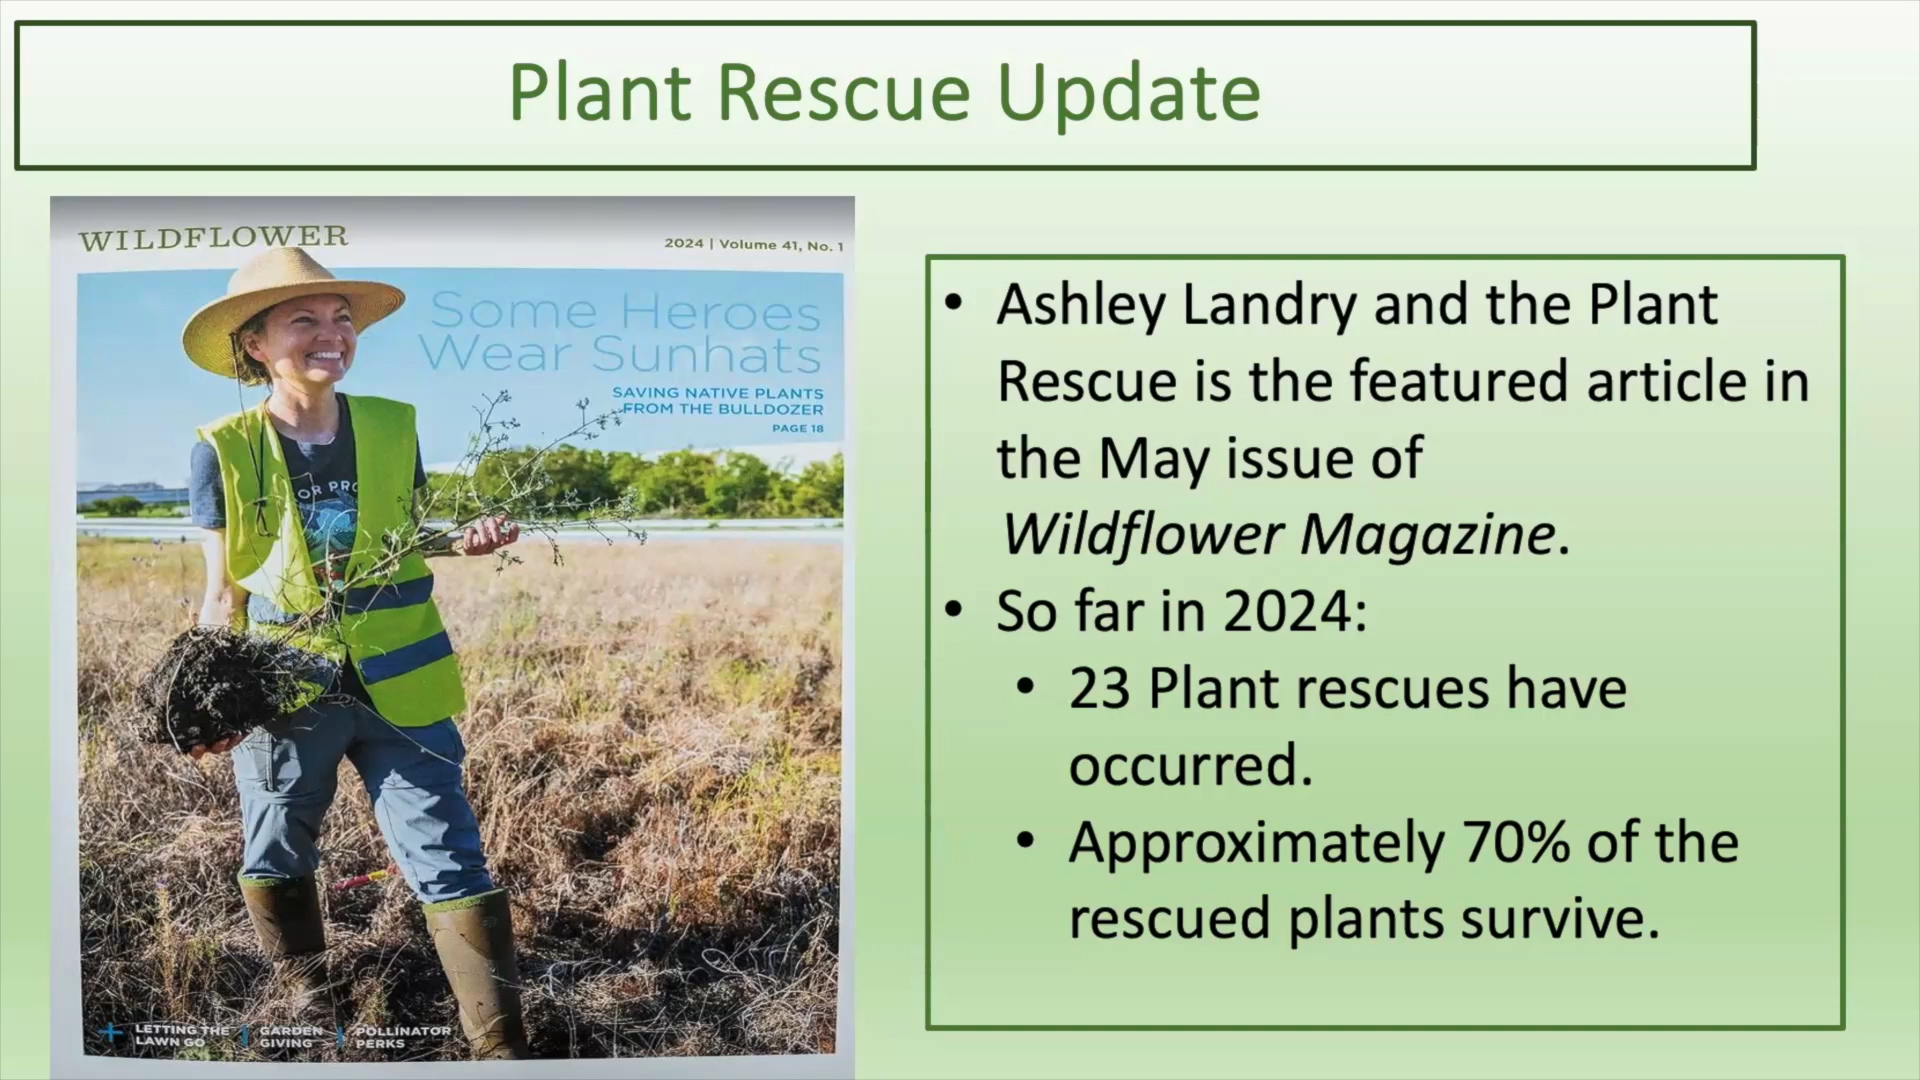 Plant Rescue Update
WILDFLOWER
2024 | Volume 41, No. 1
Some Heroes
Wear Sunhats
SAVING NATIVE PLANTS
FROM THE BULLDOZER
PAGE 18
OR PRO
+ LETTING THE
LAWN GO
| GARDEN
GIVING
| POLLINATOR
PERKS
• Ashley Landry and the Plant
Rescue is the featured article in
the May issue of
Wildflower Magazine.
• So far in 2024:
• 23 Plant rescues have
occurred.
• Approximately 70% of the
rescued plants survive.